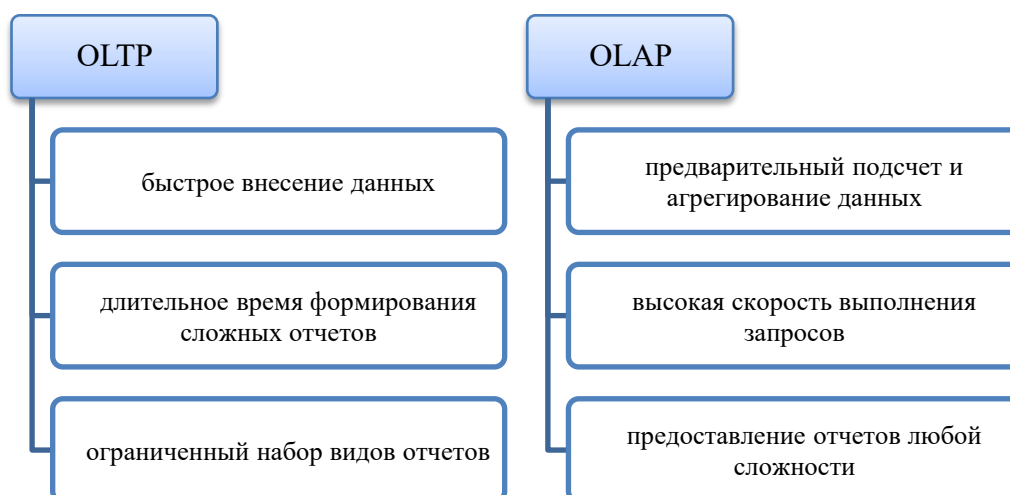 OLTP
быстрое внесение данных
длительное время формирования
сложных отчетов
ограниченный набор видов отчетов
OLAP
предварительный подсчет и
агрегирование данных
высокая скорость выполнения
запросов
предоставление отчетов любой
сложности